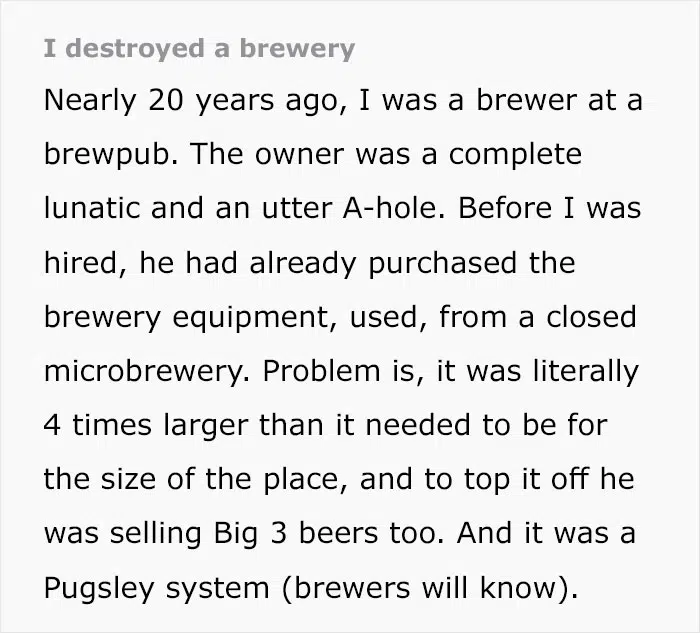 I destroyed a brewery
Nearly 20 years ago, I was a brewer at a
brewpub. The owner was a complete
lunatic and an utter A-hole. Before I was
hired, he had already purchased the
brewery equipment, used, from a closed
microbrewery. Problem is, it was literally
4 times larger than it needed to be for
the size of the place, and to top it off he
was selling Big 3 beers too. And it was a
Pugsley system (brewers will know).